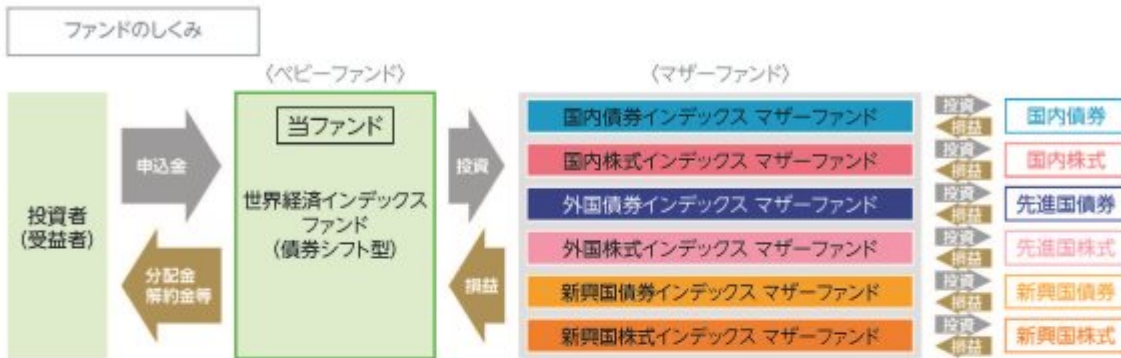 ファンドのしくみ
〈ベビーファンド〉
〈マザーファンド〉
投資者
(受益者)
申込金
分配金
解約金等
当ファンド
世界経済インデックス
ファンド
(債券シフト型)
投資
損益
国内債券インデックス マザーファンド
投資
損益
国内債券
国内株式インデックス マザーファンド
投資
損益
国内株式
外国債券インデックス マザーファンド
投資
損益
先進国債券
外国株式インデックス マザーファンド
投資
損益
先進国株式
新興国債券インデックス マザーファンド
投資
損益
新興国債券
新興国株式インデックス マザーファンド
投資
損益
新興国株式